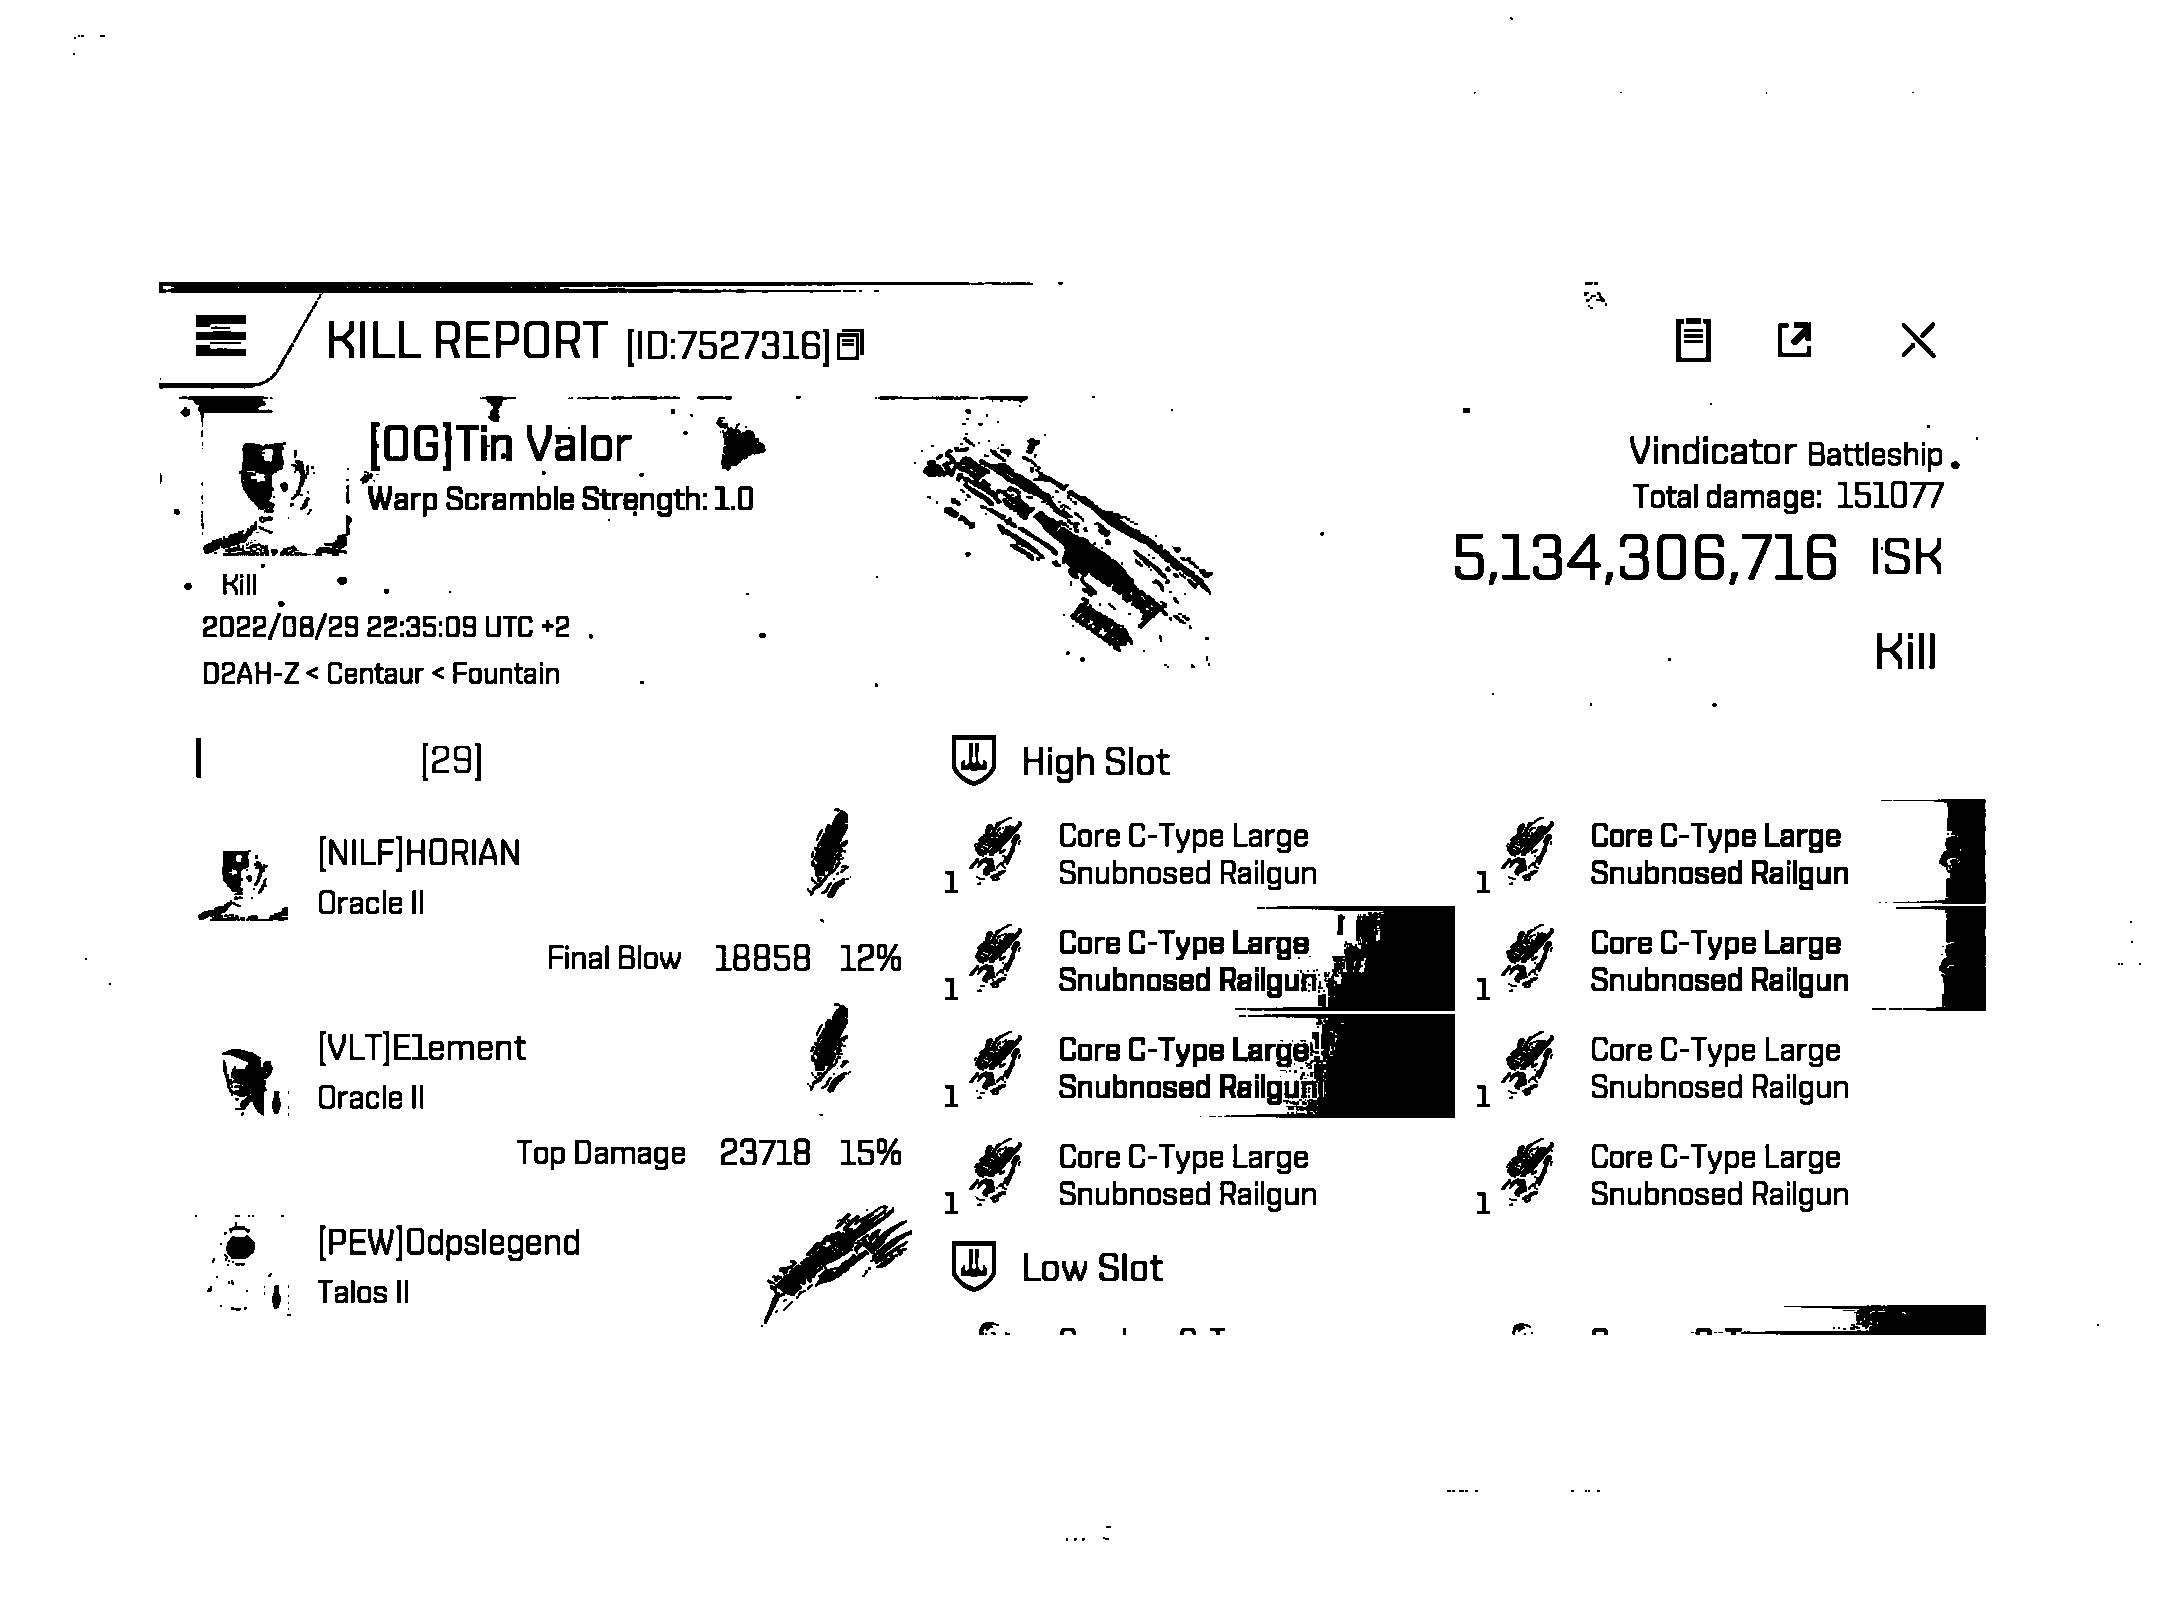 KILL REPORT [ID:7527316]
[OG]Tin Valor
Warp Scramble Strength: 1.0
Kill
2022/08/29 22:35:09 UTC +2
D2AH-Z < Centaur < Fountain
Vindicator Battleship
Total damage: 151077
5,134,306,716 ISK
Kill
[29]
[NILF]HORIAN
Oracle II
Final Blow 18858 12%
[VLT]Element
Oracle II
Top Damage 23718 15%
[PEW]Odpslegend
Talos II
High Slot
1 Core C-Type Large
Snubnosed Railgun
1 Core C-Type Large
Snubnosed Railgun
1 Core C-Type Large
Snubnosed Railgun
1 Core C-Type Large
Snubnosed Railgun
1 Core C-Type Large
Snubnosed Railgun
1 Core C-Type Large
Snubnosed Railgun
1 Core C-Type Large
Snubnosed Railgun
1 Core C-Type Large
Snubnosed Railgun
Low Slot